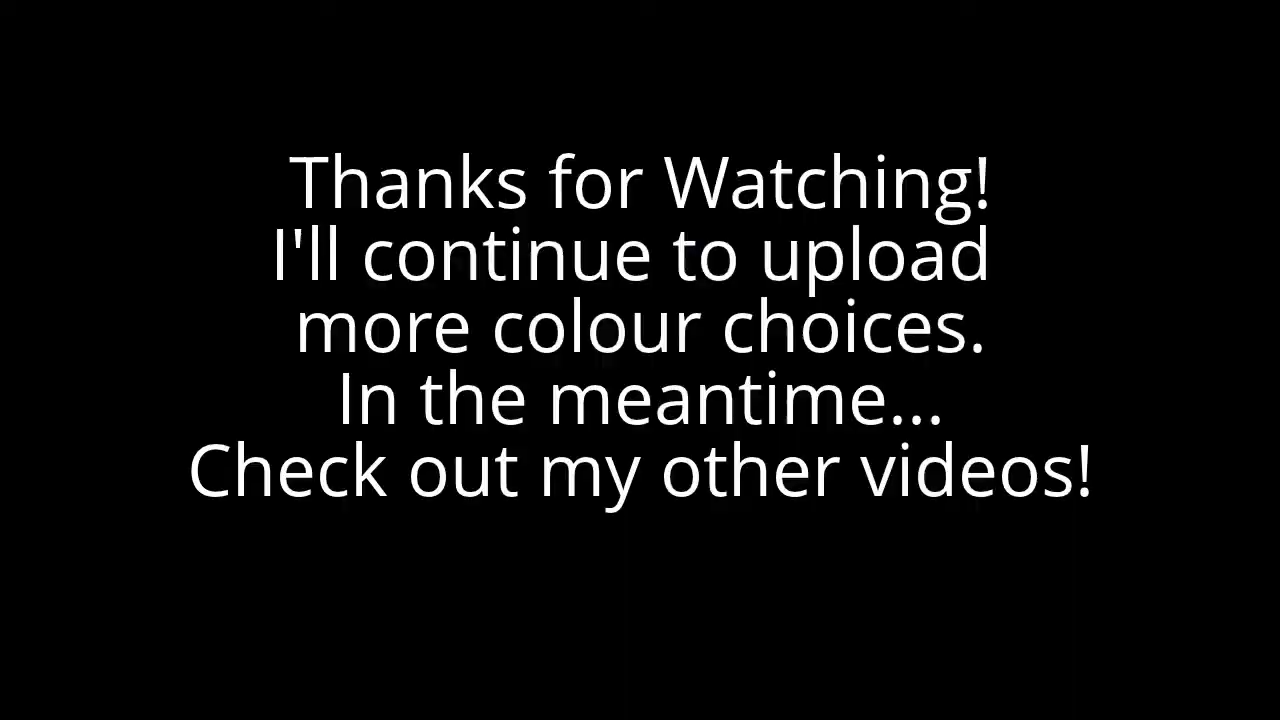 Thanks for Watching!
I'll continue to upload
more colour choices.
In the meantime...
Check out my other videos!